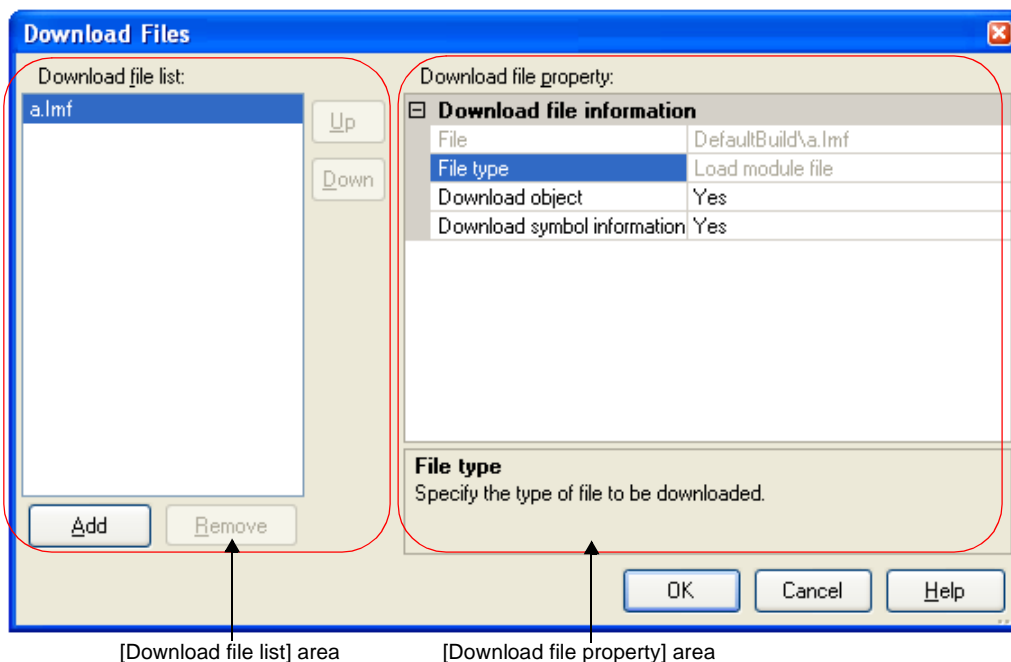 Download Files
Download file list:
a.lmf
Up
Down
Add
Remove
Download file property:
Download file information
File DefaultBuild\a.lmf
File type Load module file
Download object Yes
Download symbol information Yes
File type
Specify the type of file to be downloaded.
OK
Cancel
Help
[Download file list] area
[Download file property] area